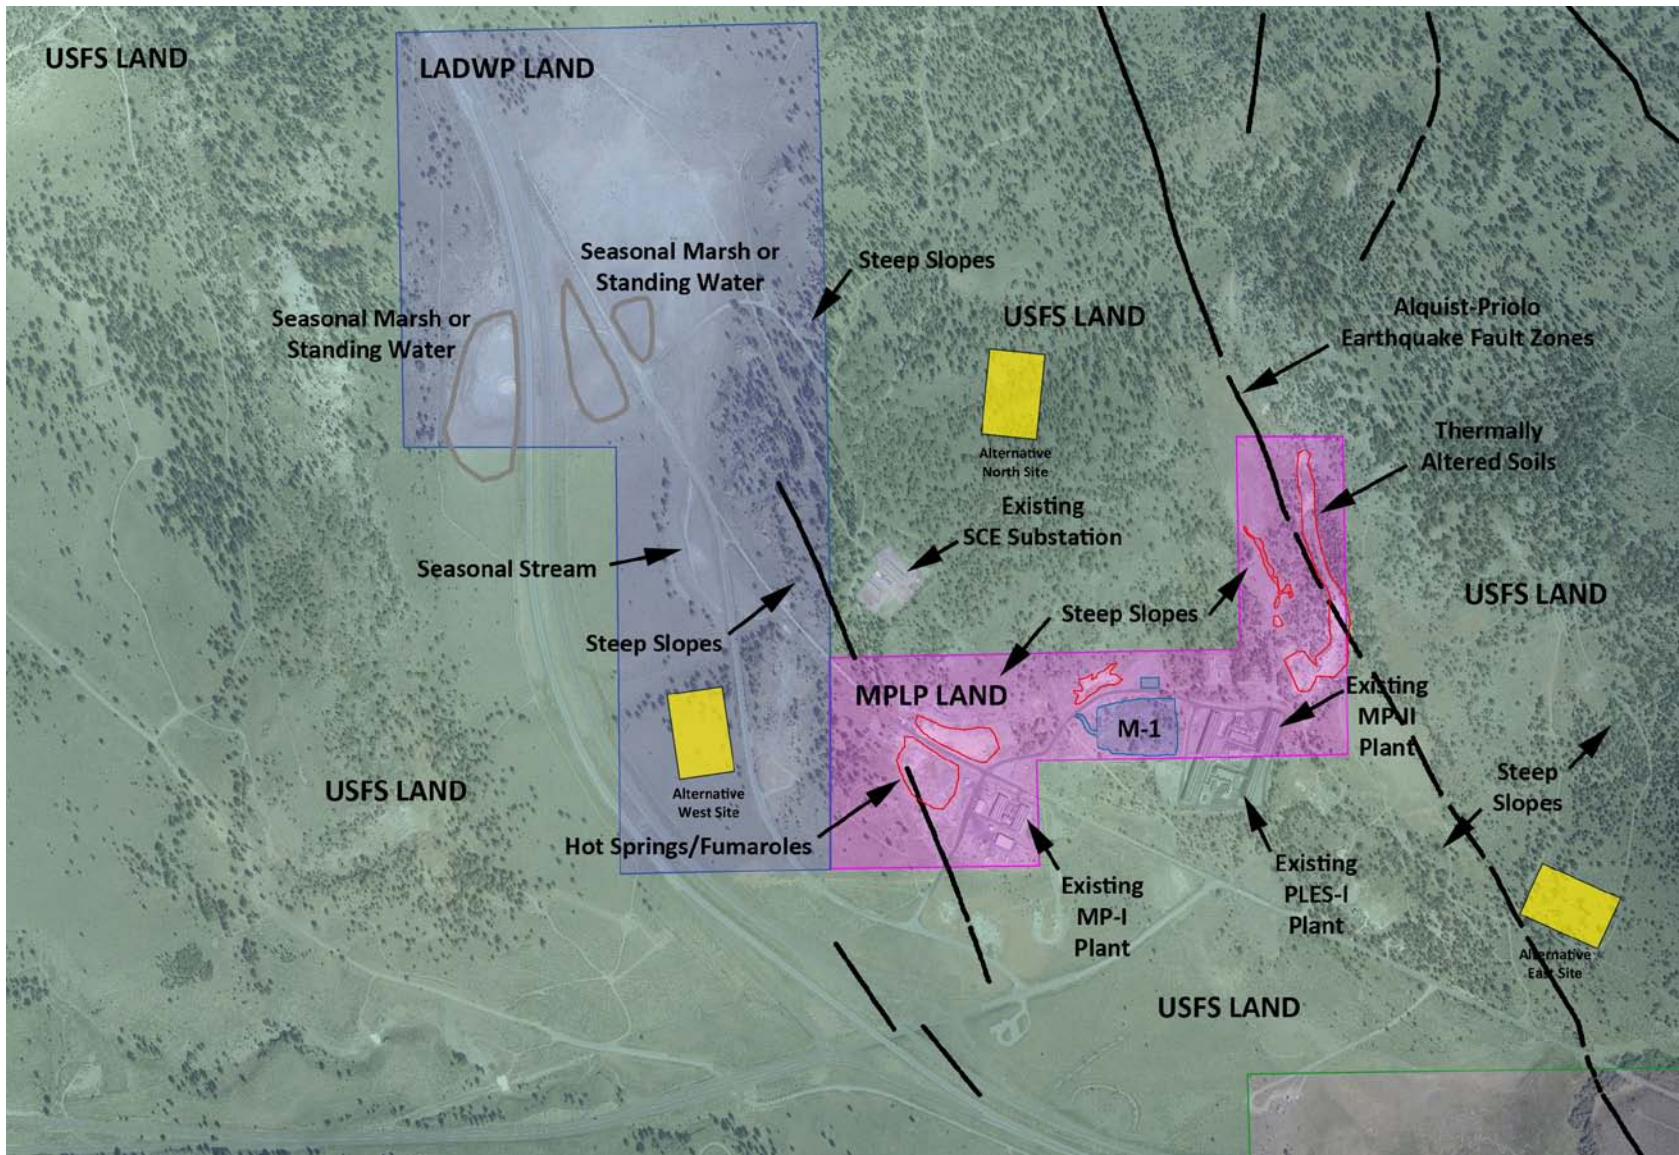 USFS LAND
LADWP LAND
Seasonal Marsh or
Standing Water
Steep Slopes
Seasonal Marsh or
Standing Water
USFS LAND
Alquist-Priolo
Earthquake Fault Zones
Alternative
North Site
Thermally
Altered Soils
Existing
SCE Substation
Seasonal Stream
Steep Slopes
USFS LAND
Steep Slopes
MPLP LAND
Existing
MP-II
Plant
M-1
USFS LAND
Alternative
West Site
Steep
Slopes
Hot Springs/Fumaroles
Existing
MP-I
Plant
Existing
PLES-I
Plant
Alternative
East Site
USFS LAND